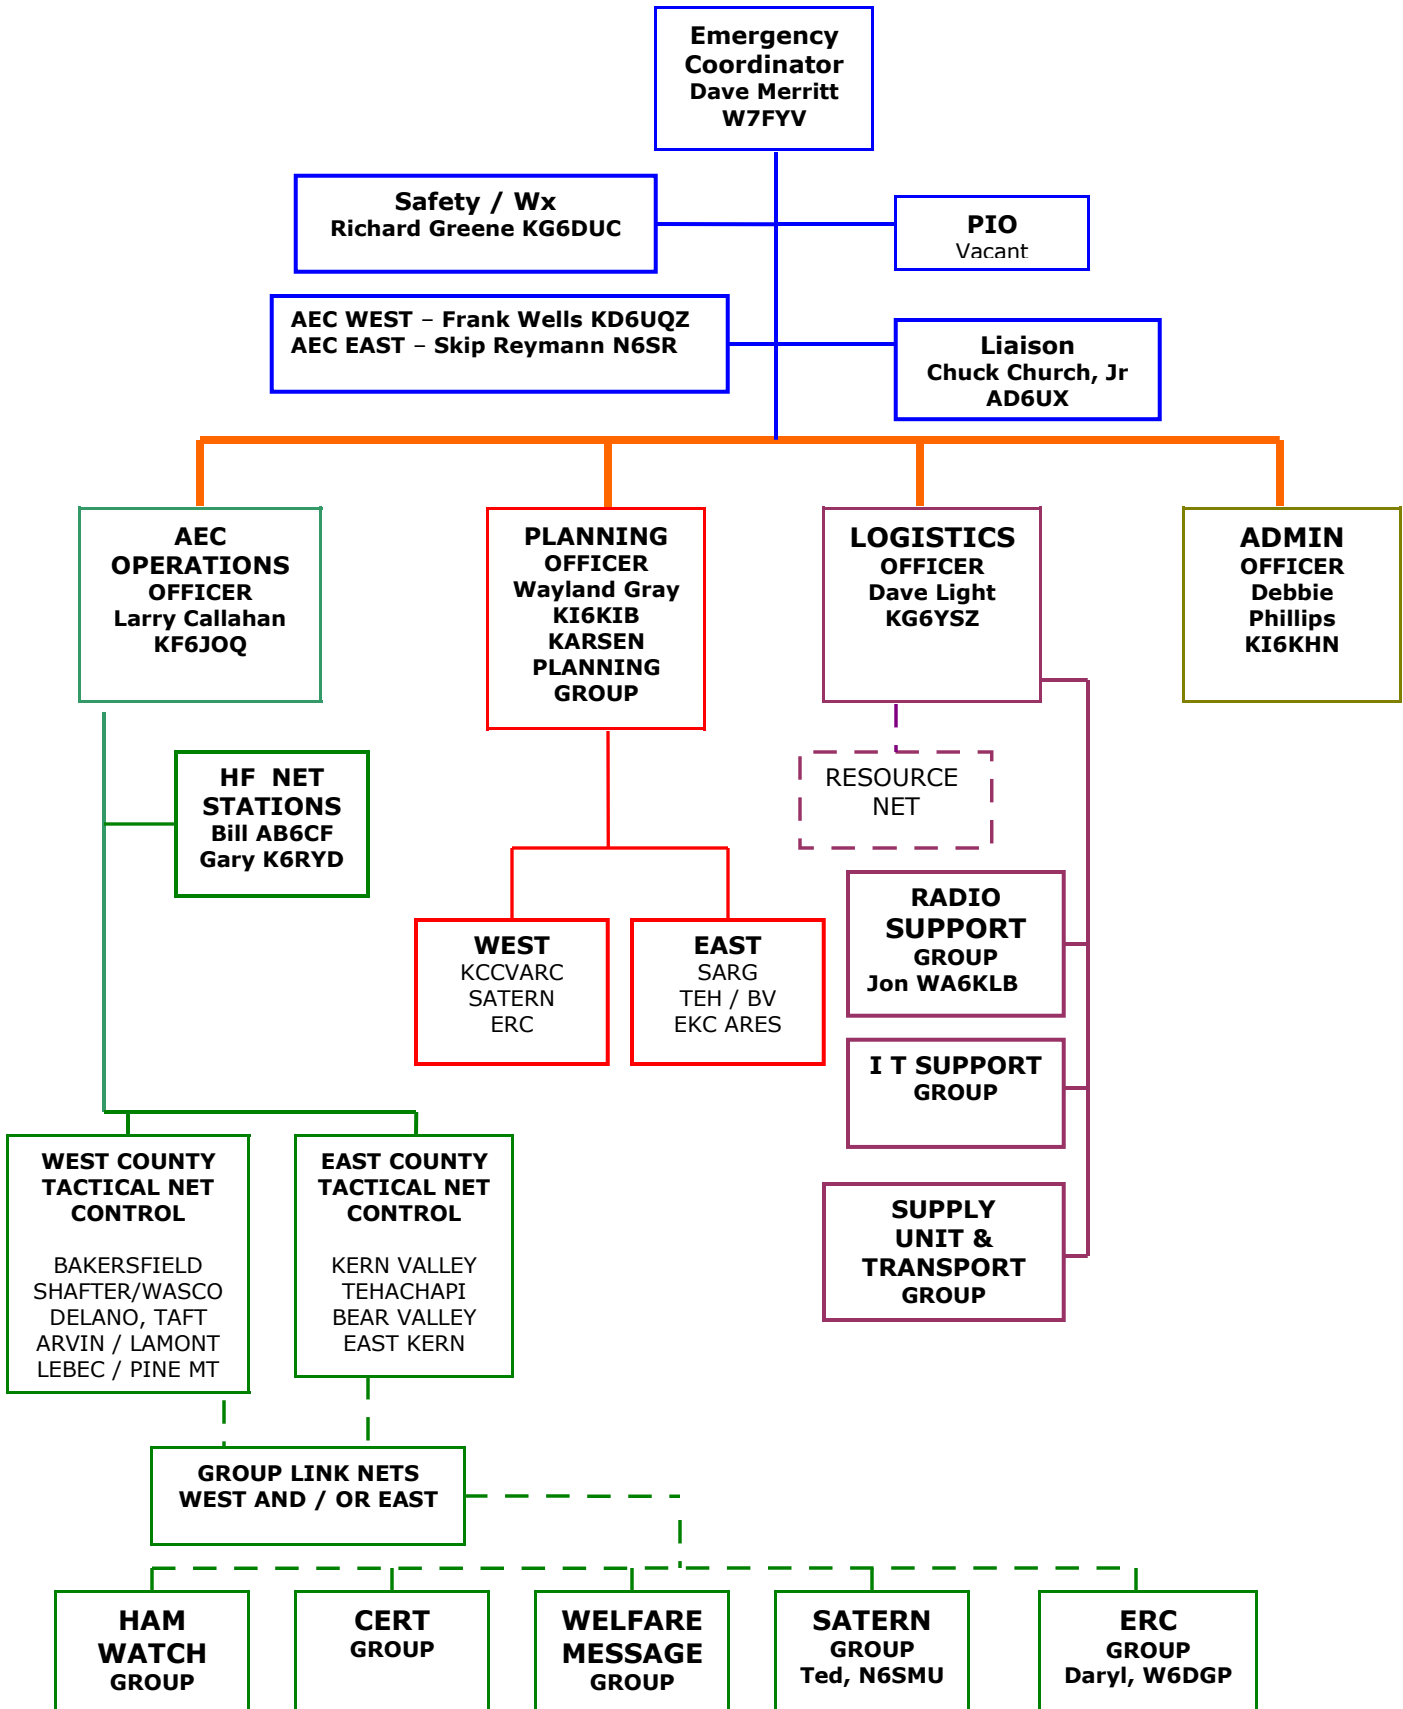 Emergency
Coordinator
Dave Merritt
W7FYV
Safety / Wx
Richard Greene KG6DUC
PIO
Vacant
AEC WEST – Frank Wells KD6UQZ
AEC EAST – Skip Reymann N6SR
Liaison
Chuck Church, Jr
AD6UX
AEC
OPERATIONS
OFFICER
Larry Callahan
KF6JOQ
PLANNING
OFFICER
Wayland Gray
KI6KIB
KARSEN
PLANNING
GROUP
LOGISTICS
OFFICER
Dave Light
KG6YSZ
ADMIN
OFFICER
Debbie
Phillips
KI6KHN
HF NET
STATIONS
Bill AB6CF
Gary K6RYD
RESOURCE
NET
WEST
KCCVARC
SATERN
ERC
EAST
SARG
TEH / BV
EKC ARES
RADIO
SUPPORT
GROUP
Jon WA6KLB
I T SUPPORT
GROUP
SUPPLY
UNIT &
TRANSPORT
GROUP
WEST COUNTY
TACTICAL NET
CONTROL
BAKERSFIELD
SHAFTER/WASCO
DELANO, TAFT
ARVIN / LAMONT
LEBEC / PINE MT
EAST COUNTY
TACTICAL NET
CONTROL
KERN VALLEY
TEHACHAPI
BEAR VALLEY
EAST KERN
GROUP LINK NETS
WEST AND / OR EAST
HAM
WATCH
GROUP
CERT
GROUP
WELFARE
MESSAGE
GROUP
SATERN
GROUP
Ted, N6SMU
ERC
GROUP
Daryl, W6DGP